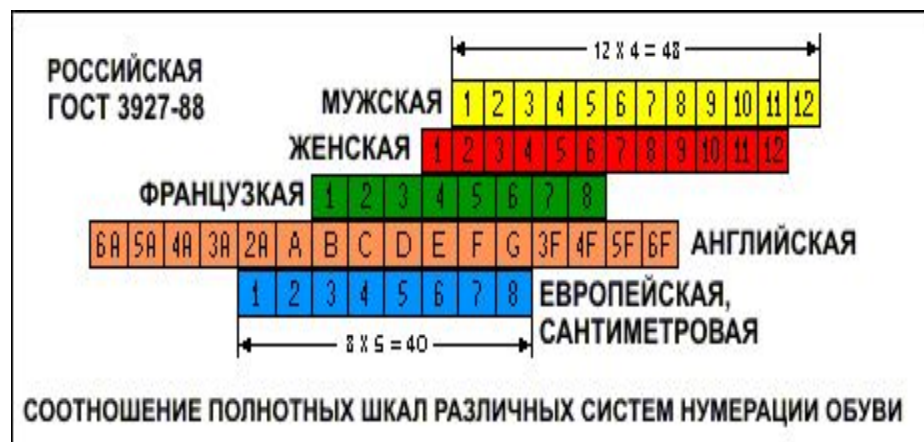 12 X 4 = 48
РОССИЙСКАЯ
ГОСТ 3927-88
МУЖСКАЯ 1 2 3 4 5 6 7 8 9 10 11 12
ЖЕНСКАЯ 1 2 3 4 5 6 7 8 9 10 11 12
ФРАНЦУЗКАЯ 1 2 3 4 5 6 7 8
6A 5A 4A 3A 2A A B C D E F G 3F 4F 5F 6F АНГЛИЙСКАЯ
1 2 3 4 5 6 7 8 ЕВРОПЕЙСКАЯ,
САНТИМЕТРОВАЯ
8 X 5 = 40
СООТНОШЕНИЕ ПОЛНОТНЫХ ШКАЛ РАЗЛИЧНЫХ СИСТЕМ НУМЕРАЦИИ ОБУВИ